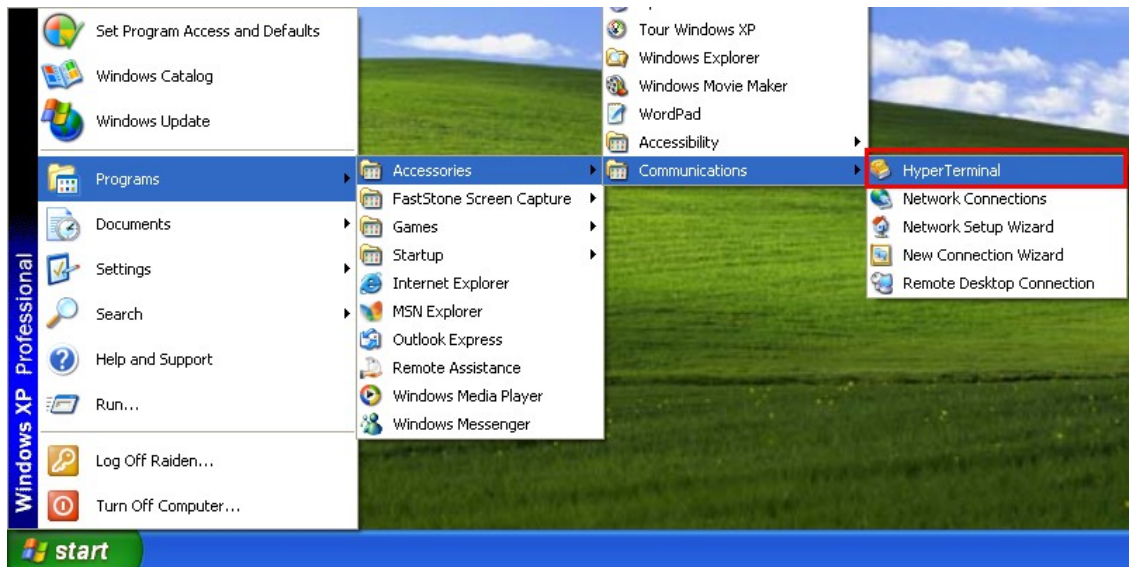 Set Program Access and Defaults
Windows Catalog
Windows Update
Programs
Documents
Settings
Search
Help and Support
Run...
Log Off Raiden...
Turn Off Computer...
Windows XP Professional
start
Accessories
FastStone Screen Capture
Games
Startup
Internet Explorer
MSN Explorer
Outlook Express
Remote Assistance
Windows Media Player
Windows Messenger
Tour Windows XP
Windows Explorer
Windows Movie Maker
WordPad
Accessibility
Communications
HyperTerminal
Network Connections
Network Setup Wizard
New Connection Wizard
Remote Desktop Connection